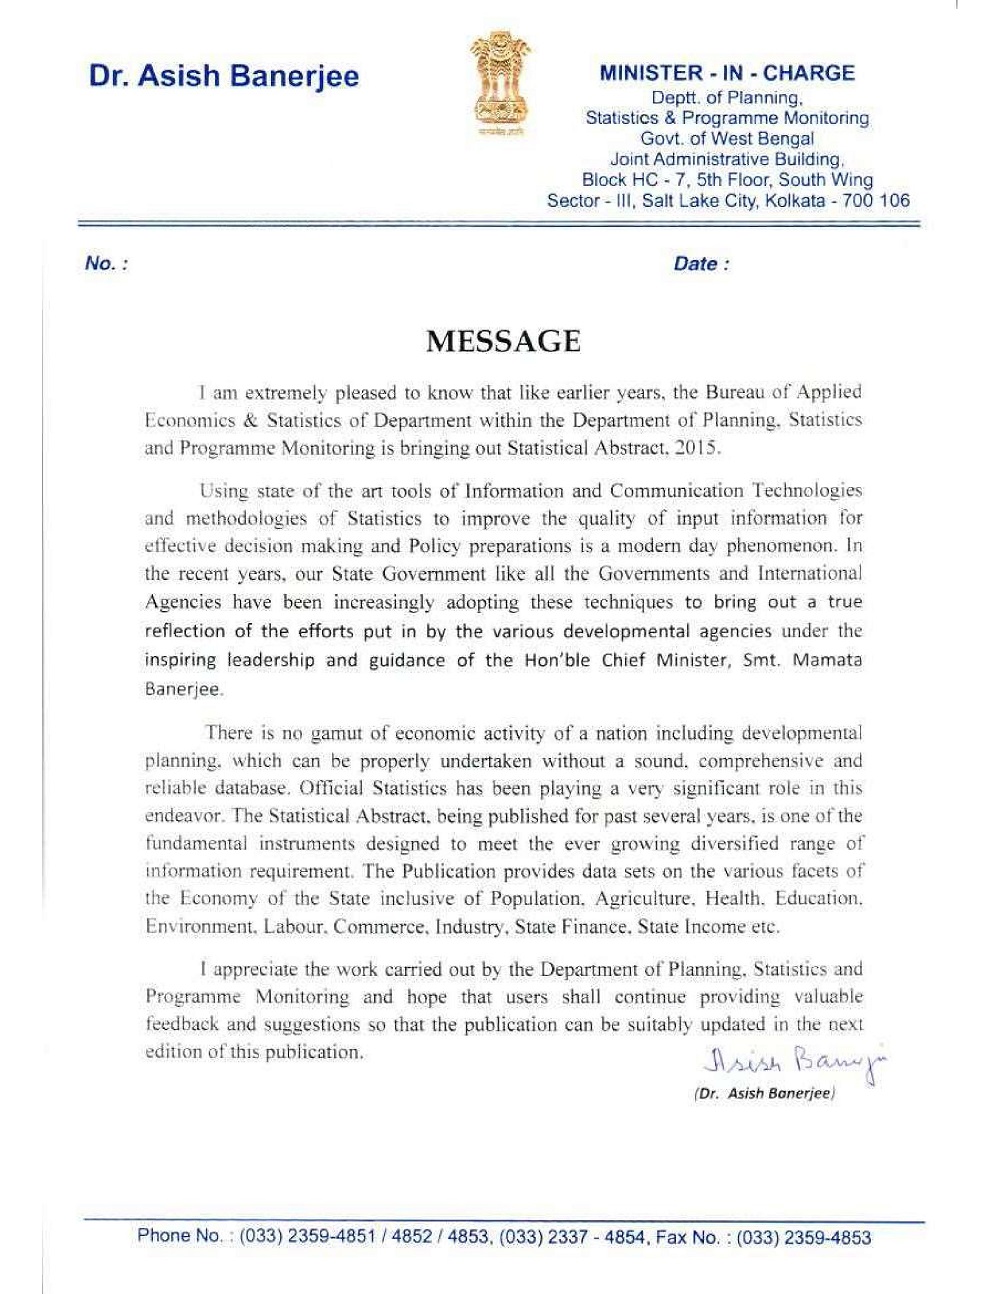 Dr. Asish Banerjee
MINISTER - IN - CHARGE
Deptt. of Planning,
Statistics & Programme Monitoring
Govt. of West Bengal
Joint Administrative Building,
Block HC - 7, 5th Floor, South Wing
Sector - III, Salt Lake City, Kolkata - 700 106
No. :
Date :
MESSAGE
I am extremely pleased to know that like earlier years, the Bureau of Applied
Economics & Statistics of Department within the Department of Planning, Statistics
and Programme Monitoring is bringing out Statistical Abstract, 2015.
Using state of the art tools of Information and Communication Technologies
and methodologies of Statistics to improve the quality of input information for
effective decision making and Policy preparations is a modern day phenomenon. In
the recent years, our State Government like all the Governments and International
Agencies have been increasingly adopting these techniques to bring out a true
reflection of the efforts put in by the various developmental agencies under the
inspiring leadership and guidance of the Hon'ble Chief Minister, Smt. Mamata
Banerjee.
There is no gamut of economic activity of a nation including developmental
planning, which can be properly undertaken without a sound, comprehensive and
reliable database. Official Statistics has been playing a very significant role in this
endeavor. The Statistical Abstract, being published for past several years, is one of the
fundamental instruments designed to meet the ever growing diversified range of
information requirement. The Publication provides data sets on the various facets of
the Economy of the State inclusive of Population, Agriculture, Health, Education,
Environment, Labour, Commerce, Industry, State Finance, State Income etc.
I appreciate the work carried out by the Department of Planning, Statistics and
Programme Monitoring and hope that users shall continue providing valuable
feedback and suggestions so that the publication can be suitably updated in the next
edition of this publication.
Asish Banerji
(Dr. Asish Banerjee)
Phone No. : (033) 2359-4851 / 4852 / 4853, (033) 2337 - 4854, Fax No. : (033) 2359-4853